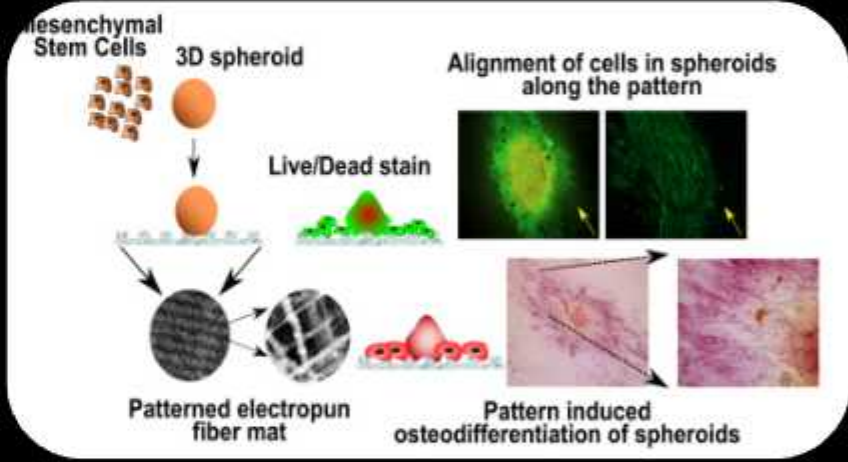 Mesenchymal
Stem Cells
3D spheroid
Alignment of cells in spheroids
along the pattern
Live/Dead stain
Patterned electropun
fiber mat
Pattern induced
osteodifferentiation of spheroids